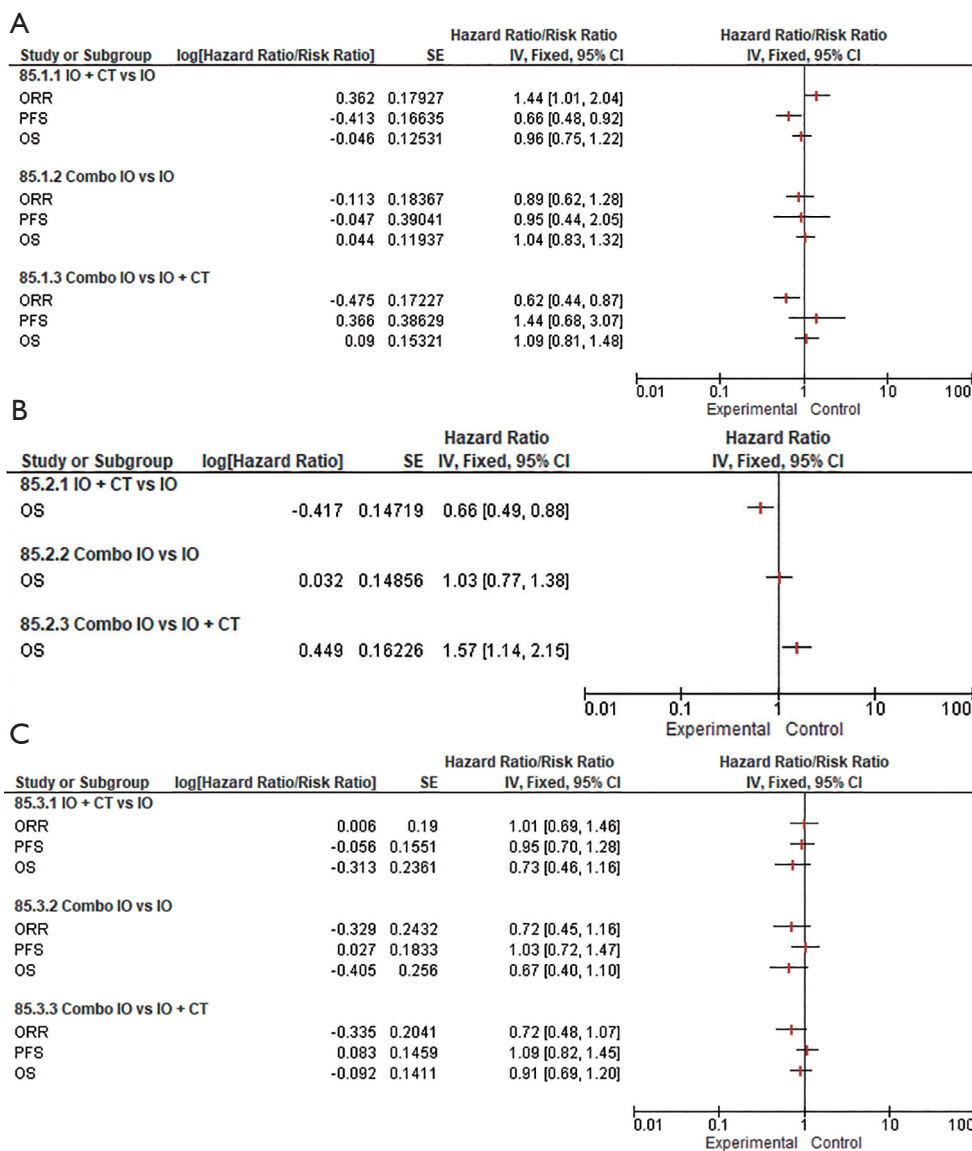 A
Hazard Ratio/Risk Ratio Hazard Ratio/Risk Ratio
Study or Subgroup log[Hazard Ratio/Risk Ratio] SE IV, Fixed, 95% CI IV, Fixed, 95% CI
85.1.1 IO + CT vs IO
ORR 0.362 0.17927 1.44 [1.01, 2.04]
PFS -0.413 0.16635 0.66 [0.48, 0.92]
OS -0.046 0.12531 0.96 [0.75, 1.22]
85.1.2 Combo IO vs IO
ORR -0.113 0.18367 0.89 [0.62, 1.28]
PFS -0.047 0.39041 0.95 [0.44, 2.05]
OS 0.044 0.11937 1.04 [0.83, 1.32]
85.1.3 Combo IO vs IO + CT
ORR -0.475 0.17227 0.62 [0.44, 0.87]
PFS 0.366 0.38629 1.44 [0.68, 3.07]
OS 0.09 0.15321 1.09 [0.81, 1.48]
0.01 0.1 1 10 100
Experimental Control
B
Hazard Ratio Hazard Ratio
Study or Subgroup log[Hazard Ratio] SE IV, Fixed, 95% CI IV, Fixed, 95% CI
85.2.1 IO + CT vs IO
OS -0.417 0.14719 0.66 [0.49, 0.88]
85.2.2 Combo IO vs IO
OS 0.032 0.14856 1.03 [0.77, 1.38]
85.2.3 Combo IO vs IO + CT
OS 0.449 0.16226 1.57 [1.14, 2.15]
0.01 0.1 1 10 100
Experimental Control
C
Hazard Ratio/Risk Ratio Hazard Ratio/Risk Ratio
Study or Subgroup log[Hazard Ratio/Risk Ratio] SE IV, Fixed, 95% CI IV, Fixed, 95% CI
85.3.1 IO + CT vs IO
ORR 0.006 0.19 1.01 [0.69, 1.46]
PFS -0.056 0.1551 0.95 [0.70, 1.28]
OS -0.313 0.2361 0.73 [0.46, 1.16]
85.3.2 Combo IO vs IO
ORR -0.329 0.2432 0.72 [0.45, 1.16]
PFS 0.027 0.1833 1.03 [0.72, 1.47]
OS -0.405 0.256 0.67 [0.40, 1.10]
85.3.3 Combo IO vs IO + CT
ORR -0.335 0.2041 0.72 [0.48, 1.07]
PFS 0.083 0.1459 1.09 [0.82, 1.45]
OS -0.092 0.1411 0.91 [0.69, 1.20]
0.01 0.1 1 10 100
Experimental Control